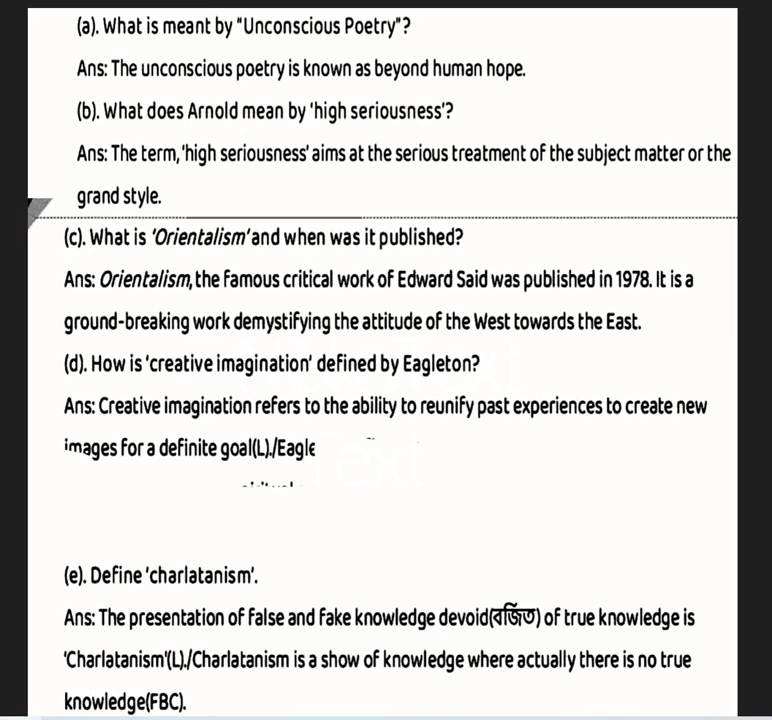 (a). What is meant by "Unconscious Poetry"?
Ans: The unconscious poetry is known as beyond human hope.
(b). What does Arnold mean by 'high seriousness'?
Ans: The term, 'high seriousness' aims at the serious treatment of the subject matter or the
grand style.
(c). What is 'Orientalism' and when was it published?
Ans: Orientalism, the famous critical work of Edward Said was published in 1978. It is a
ground-breaking work demystifying the attitude of the West towards the East.
(d). How is 'creative imagination' defined by Eagleton?
Ans: Creative imagination refers to the ability to reunify past experiences to create new
images for a definite goal(L)./Eagle
(e). Define 'charlatanism'.
Ans: The presentation of false and fake knowledge devoid(বর্জিত) of true knowledge is
'Charlatanism'(L)./Charlatanism is a show of knowledge where actually there is no true
knowledge(FBC).